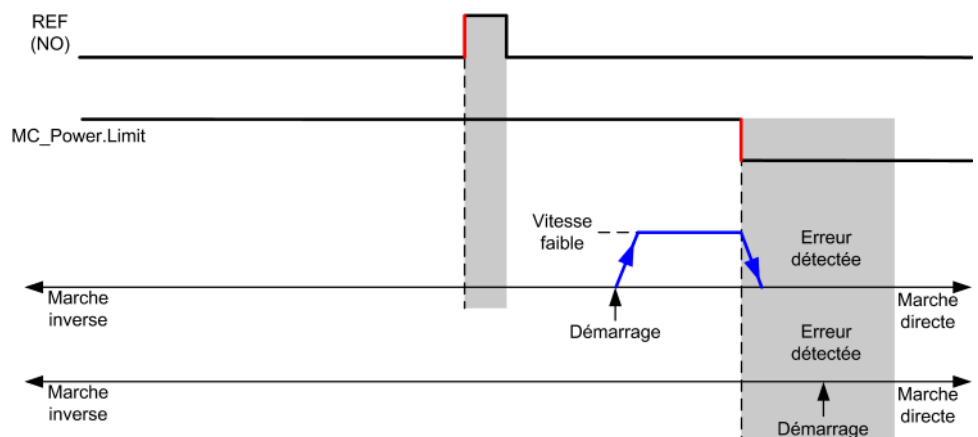 REF
(NO)
MC_Power.Limit
Vitesse
faible
Erreur
détectée
Marche
inverse
Démarrage
Marche
directe
Erreur
détectée
Marche
inverse
Démarrage
Marche
directe